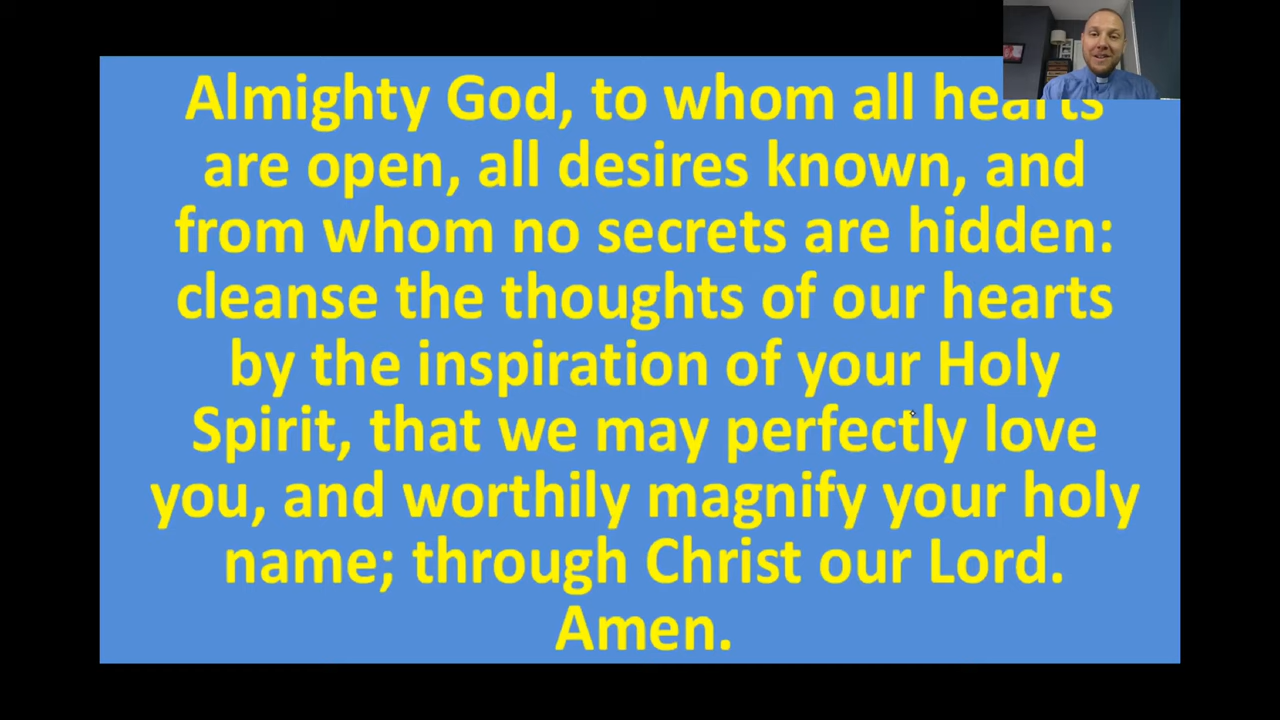 Almighty God, to whom all hearts
are open, all desires known, and
from whom no secrets are hidden:
cleanse the thoughts of our hearts
by the inspiration of your Holy
Spirit, that we may perfectly love
you, and worthily magnify your holy
name; through Christ our Lord.
Amen.